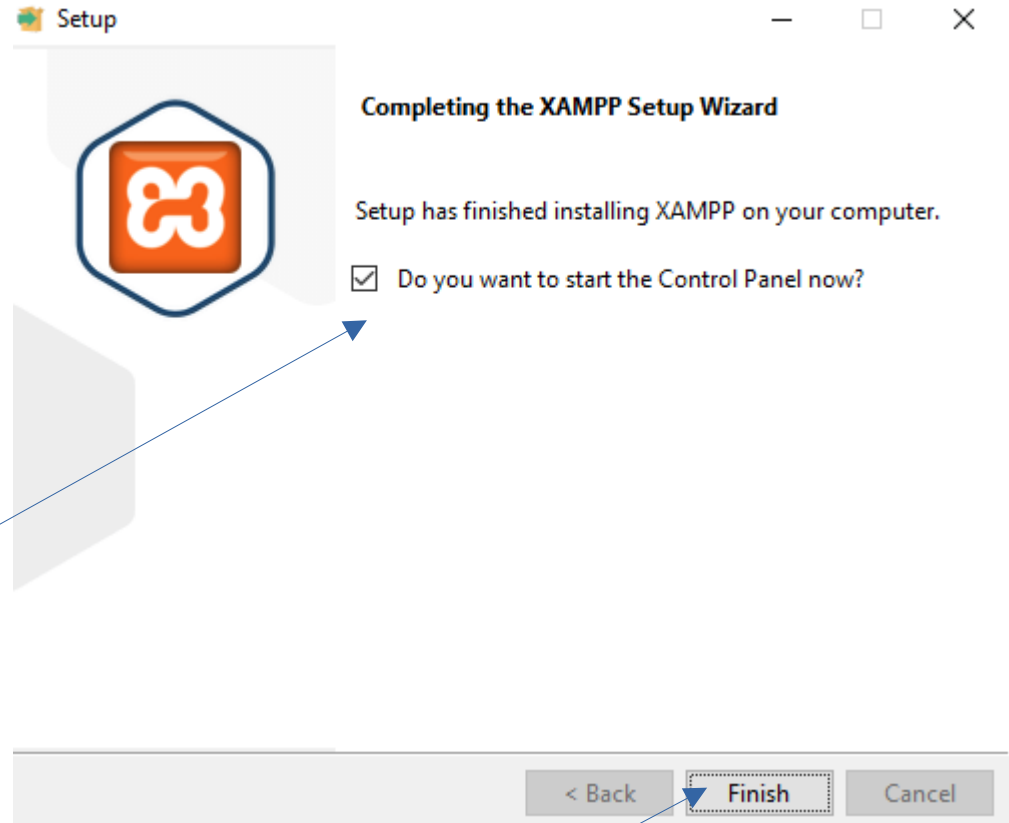 Setup
Completing the XAMPP Setup Wizard
Setup has finished installing XAMPP on your computer.
Do you want to start the Control Panel now?
< Back
Finish
Cancel